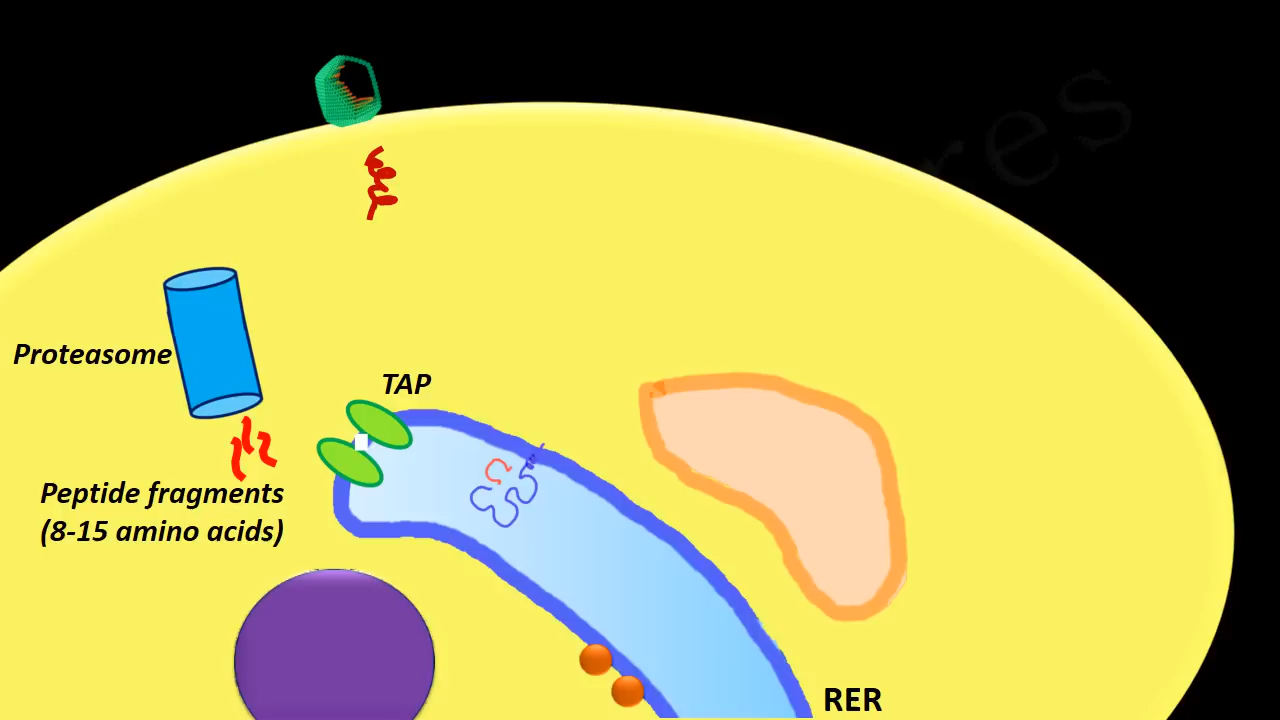 Proteasome
TAP
Peptide fragments
(8-15 amino acids)
RER